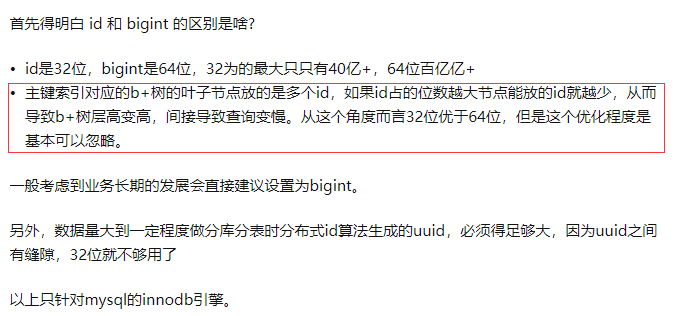 首先得明白 id 和 bigint 的区别是啥?
• id是32位，bigint是64位，32为的最大只只有40亿+，64位百亿亿+
• 主键索引对应的b+树的叶子节点放的是多个id，如果id占的位数越大节点能放的id就越少，从而
导致b+树层高变高，间接导致查询变慢。从这个角度而言32位优于64位，但是这个优化程度是
基本可以忽略。
一般考虑到业务长期的发展会直接建议设置为bigint。
另外，数据量大到一定程度做分库分表时分布式id算法生成的uuid，必须得足够大，因为uuid之间
有缝隙，32位就不够用了
以上只针对mysql的innodb引擎。